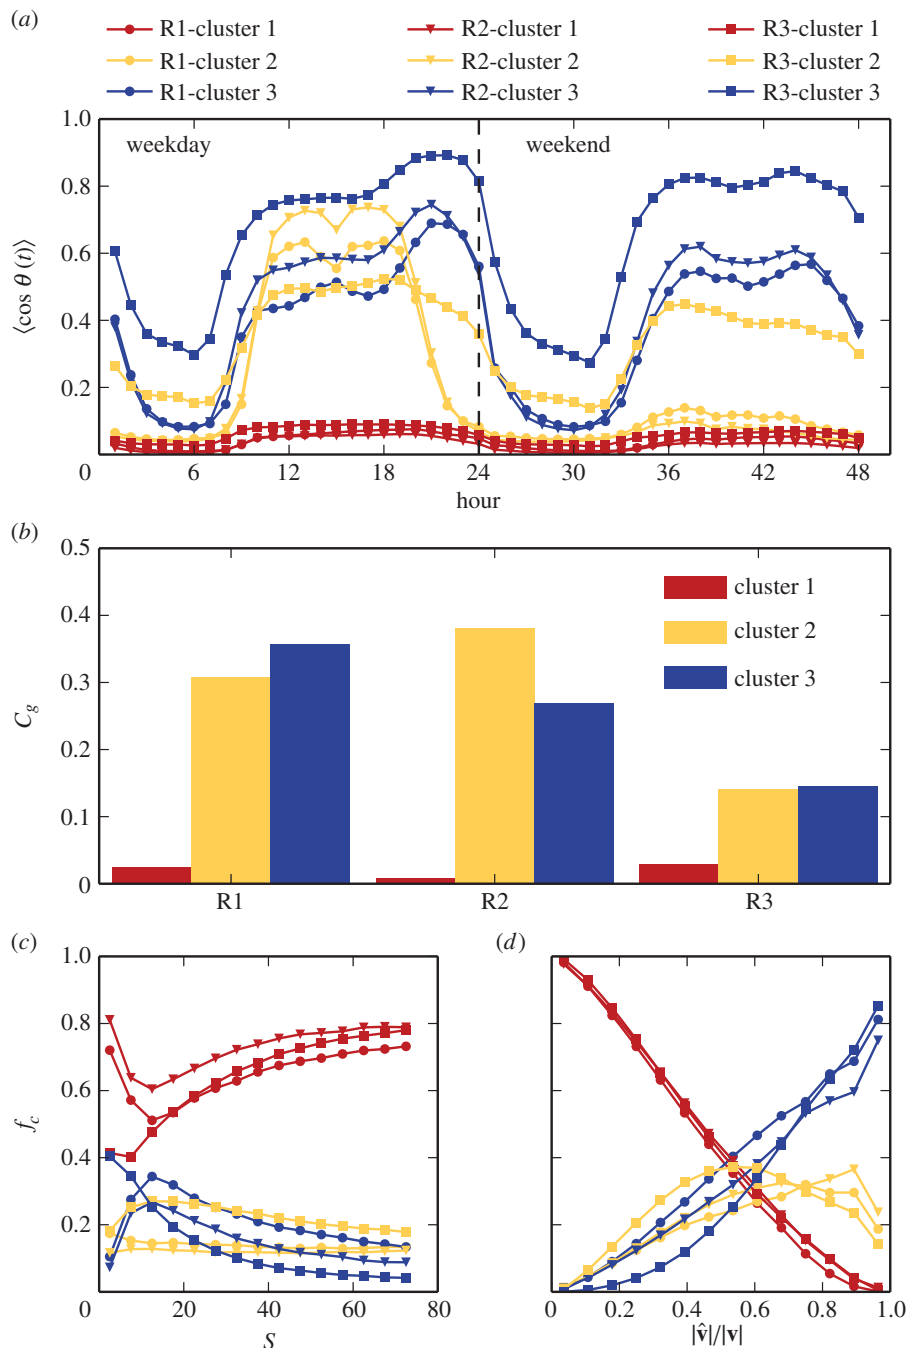 (a)
R1-cluster 1 R2-cluster 1 R3-cluster 1
R1-cluster 2 R2-cluster 2 R3-cluster 2
R1-cluster 3 R2-cluster 3 R3-cluster 3
1.0
weekday weekend
0.8
0.6
⟨cos θ (t)⟩
0.4
0.2
0 6 12 18 24 30 36 42 48
hour
(b)
0.5
cluster 1
0.4
cluster 2
cluster 3
0.3
C_g
0.2
0.1
0
R1 R2 R3
(c) (d)
1.0
0.8
0.6
f_c
0.4
0.2
0 20 40 60 80 0 0.2 0.4 0.6 0.8 1.0
S |v̂|/|v|